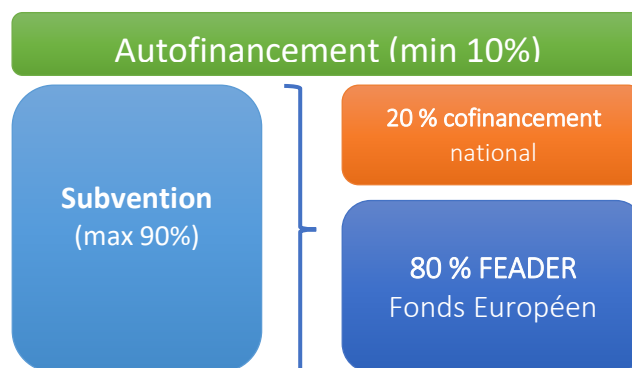 Autofinancement (min 10%)
Subvention
(max 90%)
20 % cofinancement
national
80 % FEADER
Fonds Européen